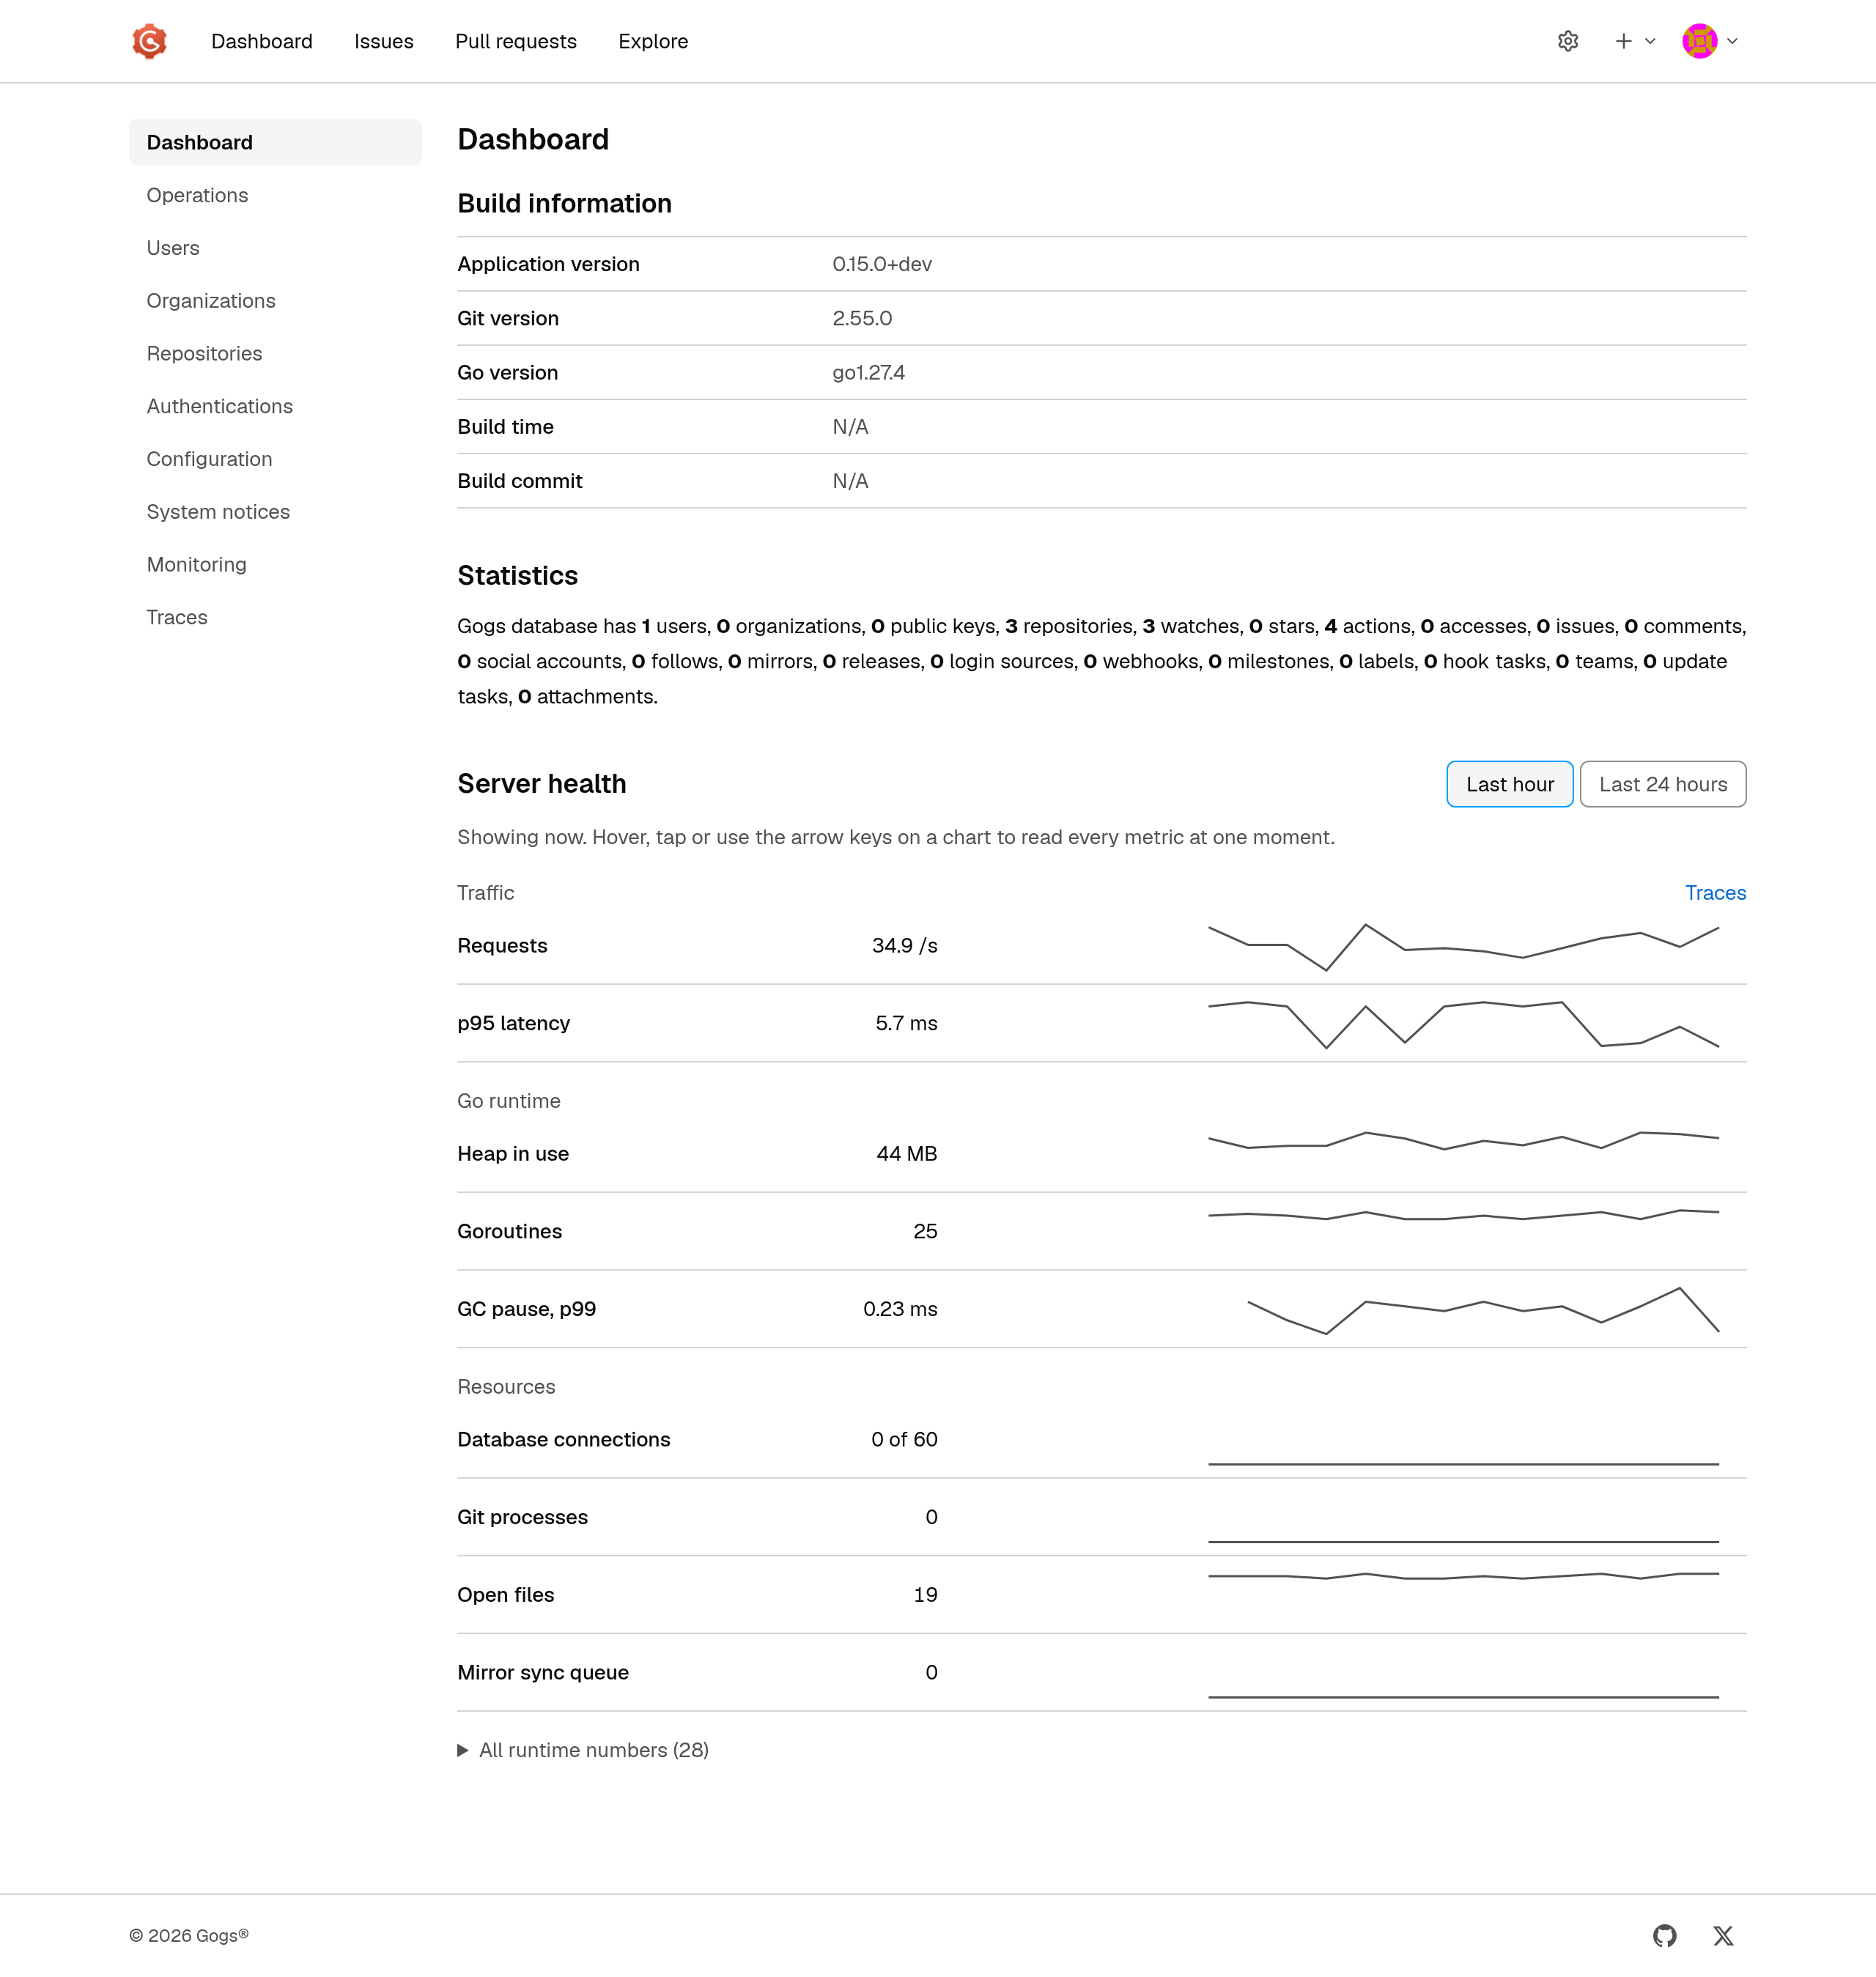 Dashboard
Issues
Pull requests
Explore
Dashboard
Operations
Users
Organizations
Repositories
Authentications
Configuration
System notices
Monitoring
Traces
Dashboard
Build information
Application version 0.15.0+dev
Git version 2.55.0
Go version go1.27.4
Build time N/A
Build commit N/A
Statistics
Gogs database has 1 users, 0 organizations, 0 public keys, 3 repositories, 3 watches, 0 stars, 4 actions, 0 accesses, 0 issues, 0 comments,
0 social accounts, 0 follows, 0 mirrors, 0 releases, 0 login sources, 0 webhooks, 0 milestones, 0 labels, 0 hook tasks, 0 teams, 0 update
tasks, 0 attachments.
Server health
Last hour
Last 24 hours
Showing now. Hover, tap or use the arrow keys on a chart to read every metric at one moment.
Traffic
Traces
Requests 34.9 /s
p95 latency 5.7 ms
Go runtime
Heap in use 44 MB
Goroutines 25
GC pause, p99 0.23 ms
Resources
Database connections 0 of 60
Git processes 0
Open files 19
Mirror sync queue 0
All runtime numbers (28)
© 2026 Gogs®